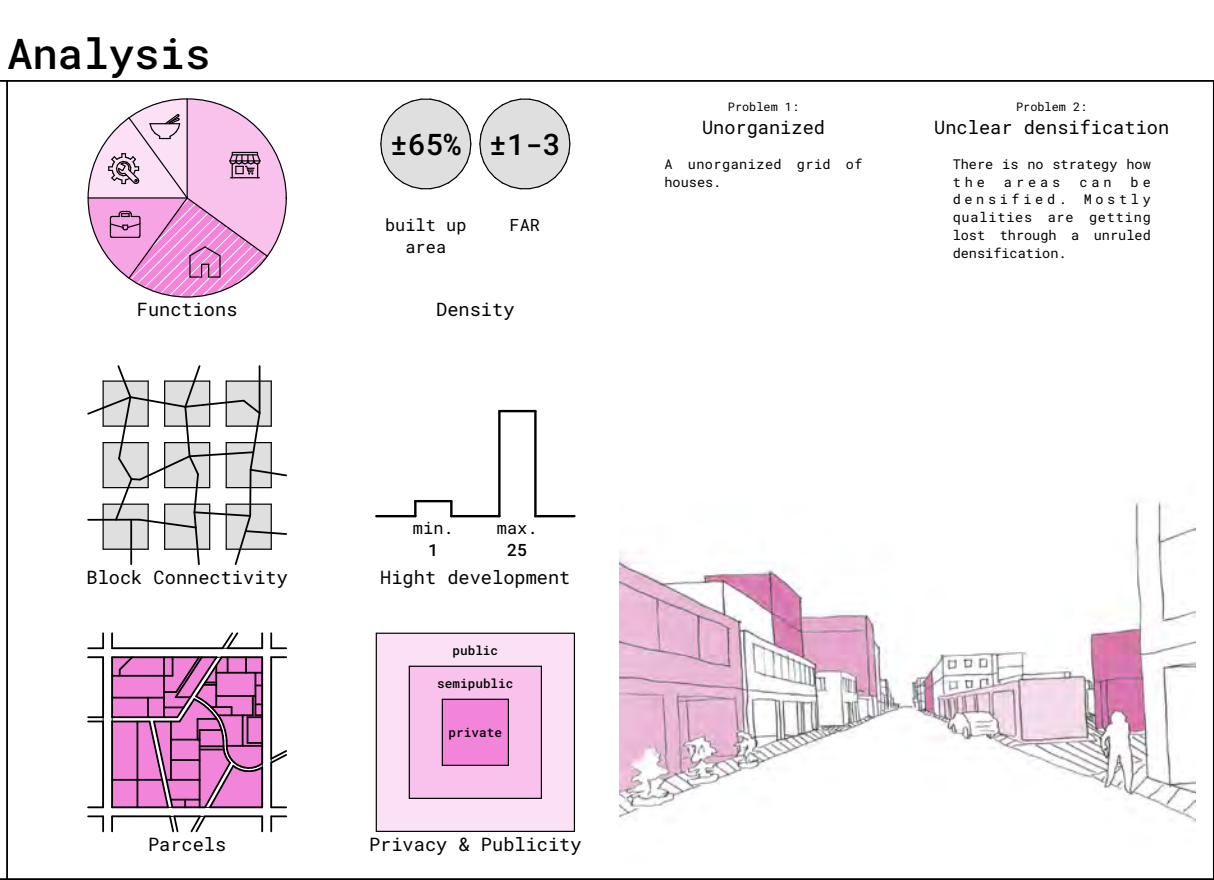 Analysis
Functions
±65%
±1-3
built up
area
FAR
Density
Problem 1:
Unorganized
A unorganized grid of
houses.
Problem 2:
Unclear densification
There is no strategy how
the areas can be
densified. Mostly
qualities are getting
lost through a unruled
densification.
Block Connectivity
min.
1
max.
25
Hight development
Parcels
public
semipublic
private
Privacy & Publicity